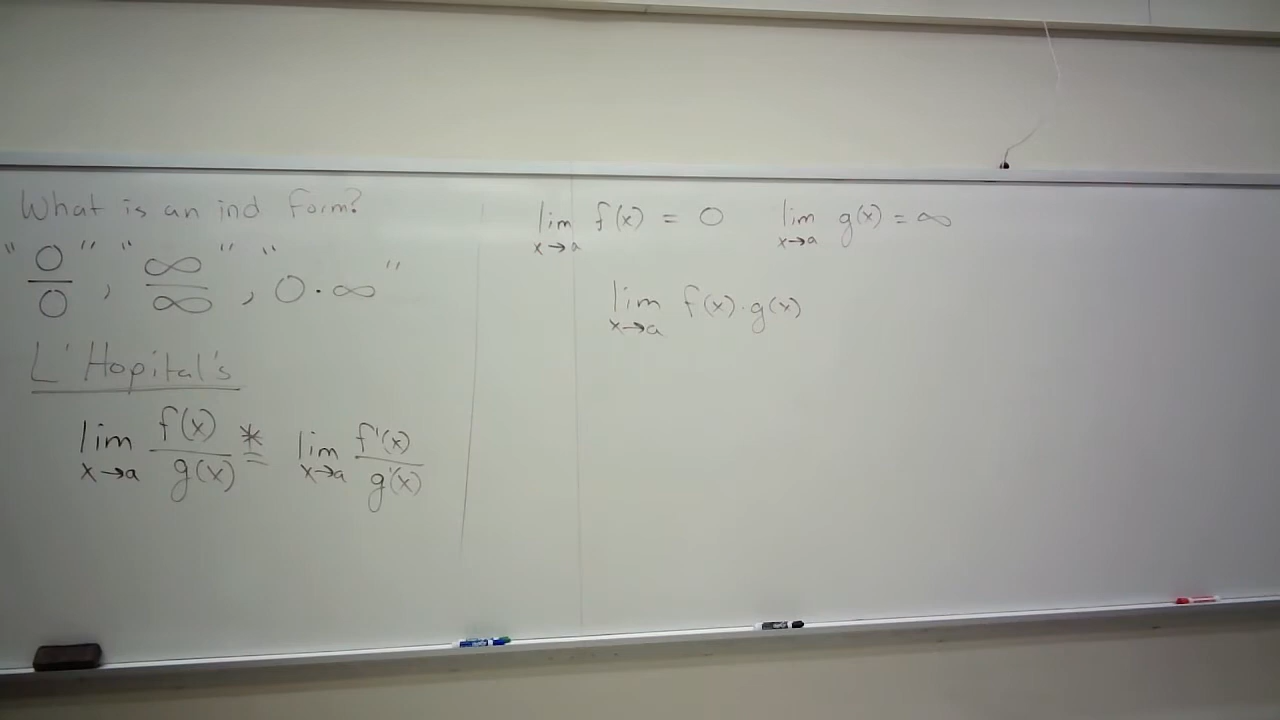 What is an ind form?
" 0/0 ", " ∞/∞ ", " 0·∞ "
L'Hopital's
lim x→a f(x)/g(x) *= lim x→a f'(x)/g'(x)
lim x→a f(x) = 0 lim x→a g(x) = ∞
lim x→a f(x)·g(x)